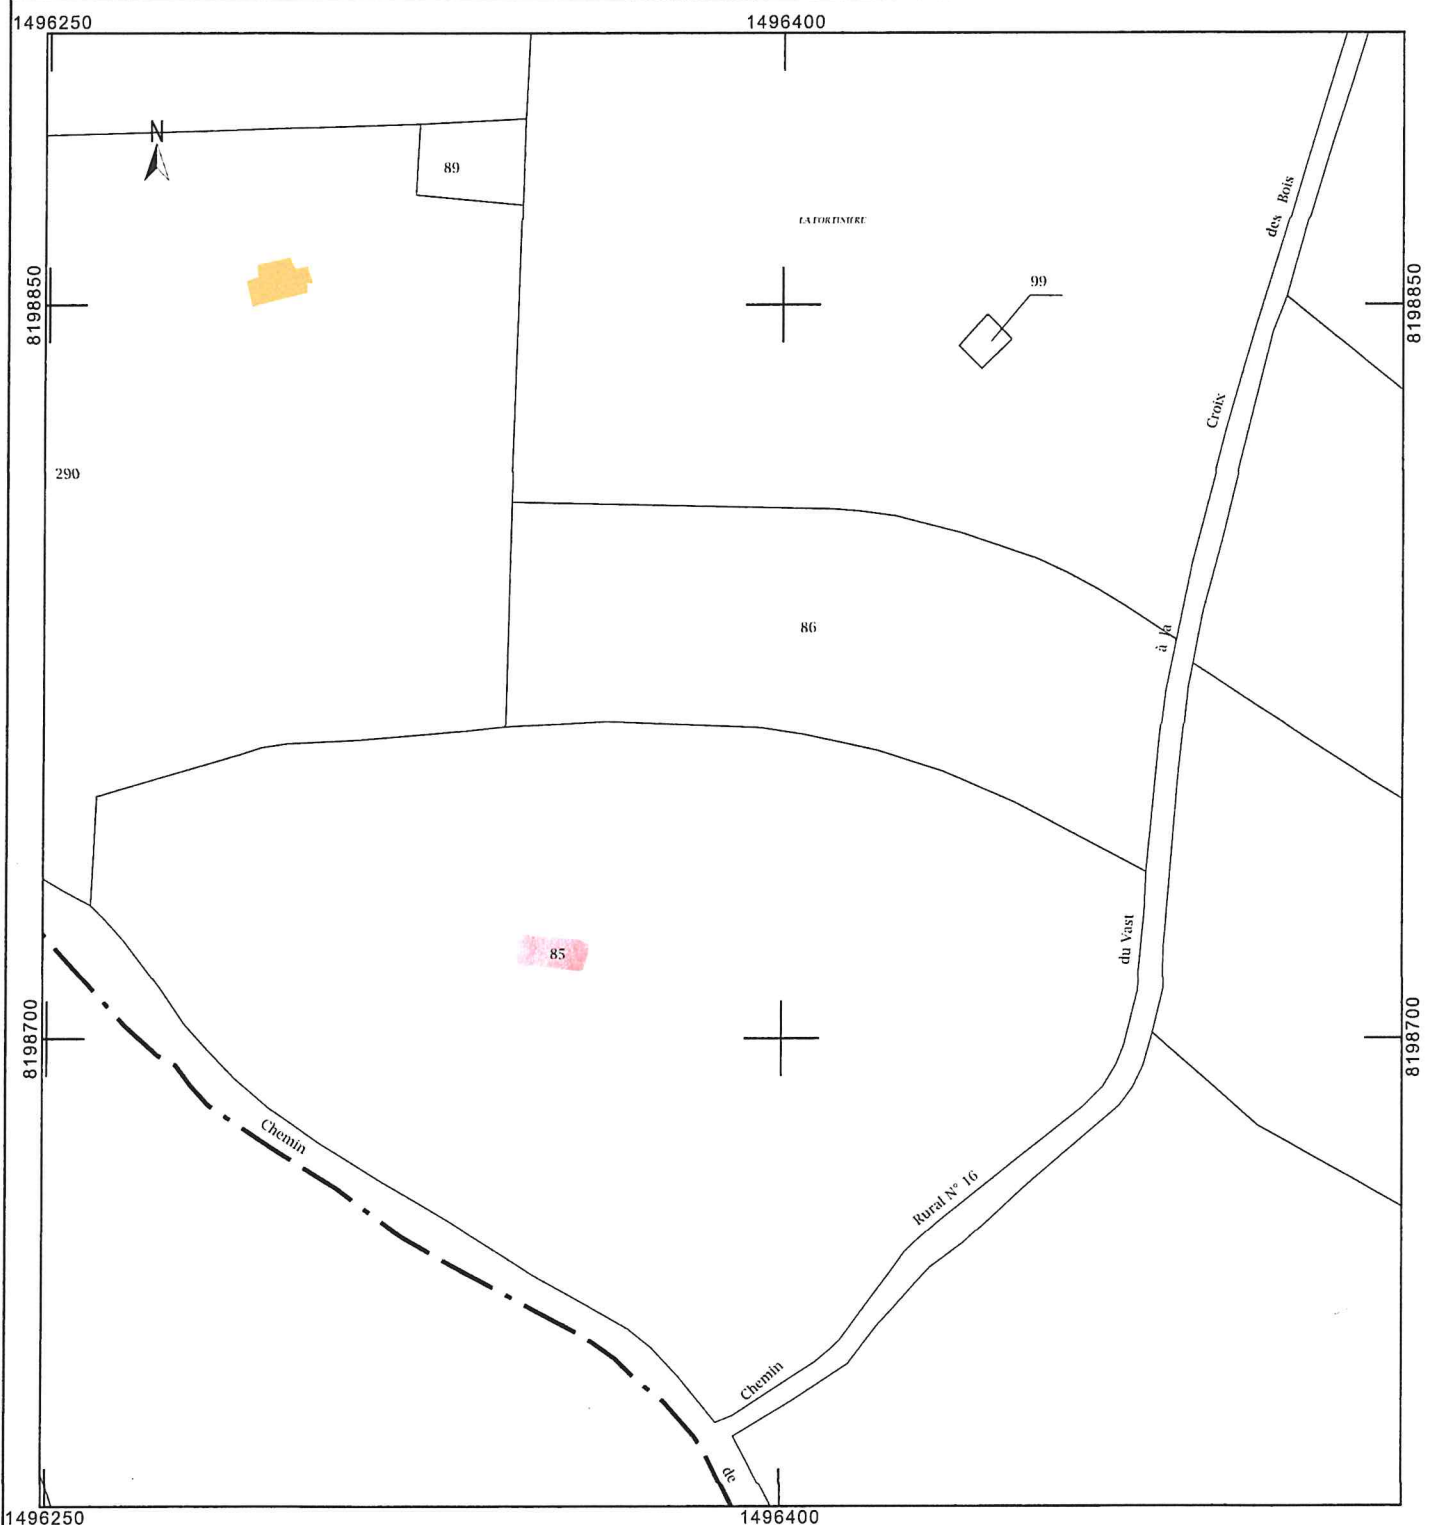 1496250
1496400
N
89
LA FORTINIERE
des Bois
8198850
8198850
99
Croix
290
86
à la
du Vast
85
8198700
8198700
Chemin
Rural N° 16
Chemin
de
1496250
1496400